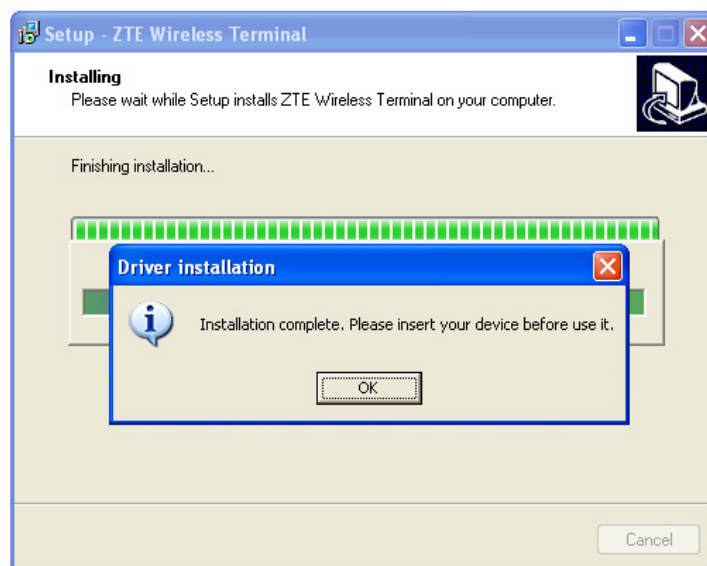 Setup - ZTE Wireless Terminal
Installing
Please wait while Setup installs ZTE Wireless Terminal on your computer.
Finishing installation...
Driver installation
Installation complete. Please insert your device before use it.
OK
Cancel